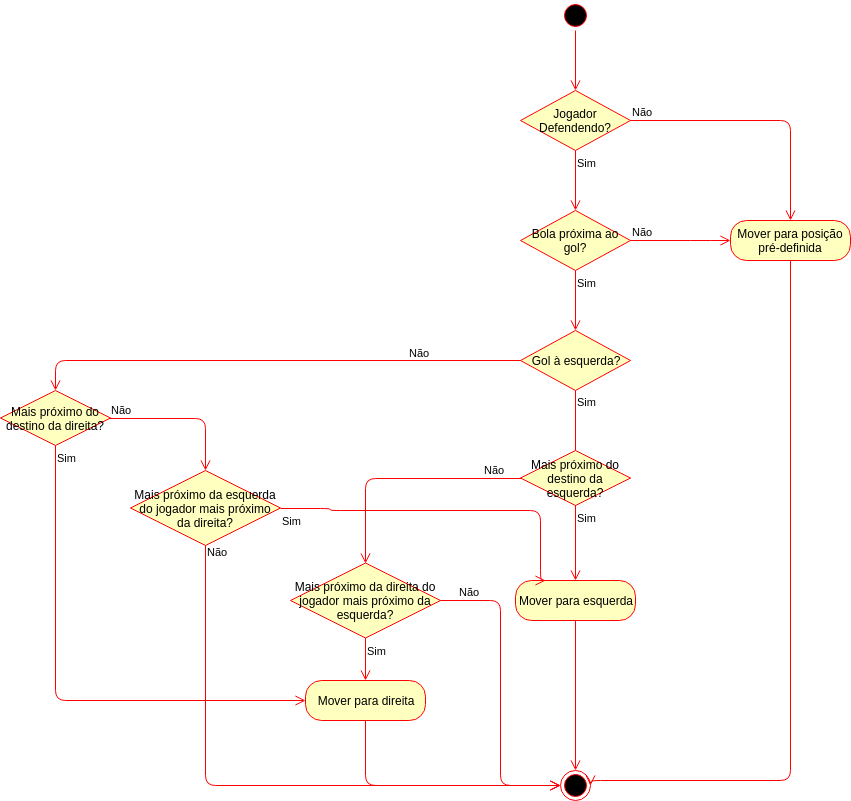 Jogador
Defendendo?
Não
Sim
Bola próxima ao
gol?
Não
Mover para posição
pré-definida
Sim
Gol à esquerda?
Não
Sim
Mais próximo do
destino da direita?
Não
Sim
Mais próximo do
destino da
esquerda?
Não
Sim
Mais próximo da esquerda
do jogador mais próximo
da direita?
Sim
Não
Mais próximo da direita do
jogador mais próximo da
esquerda?
Não
Sim
Mover para esquerda
Mover para direita